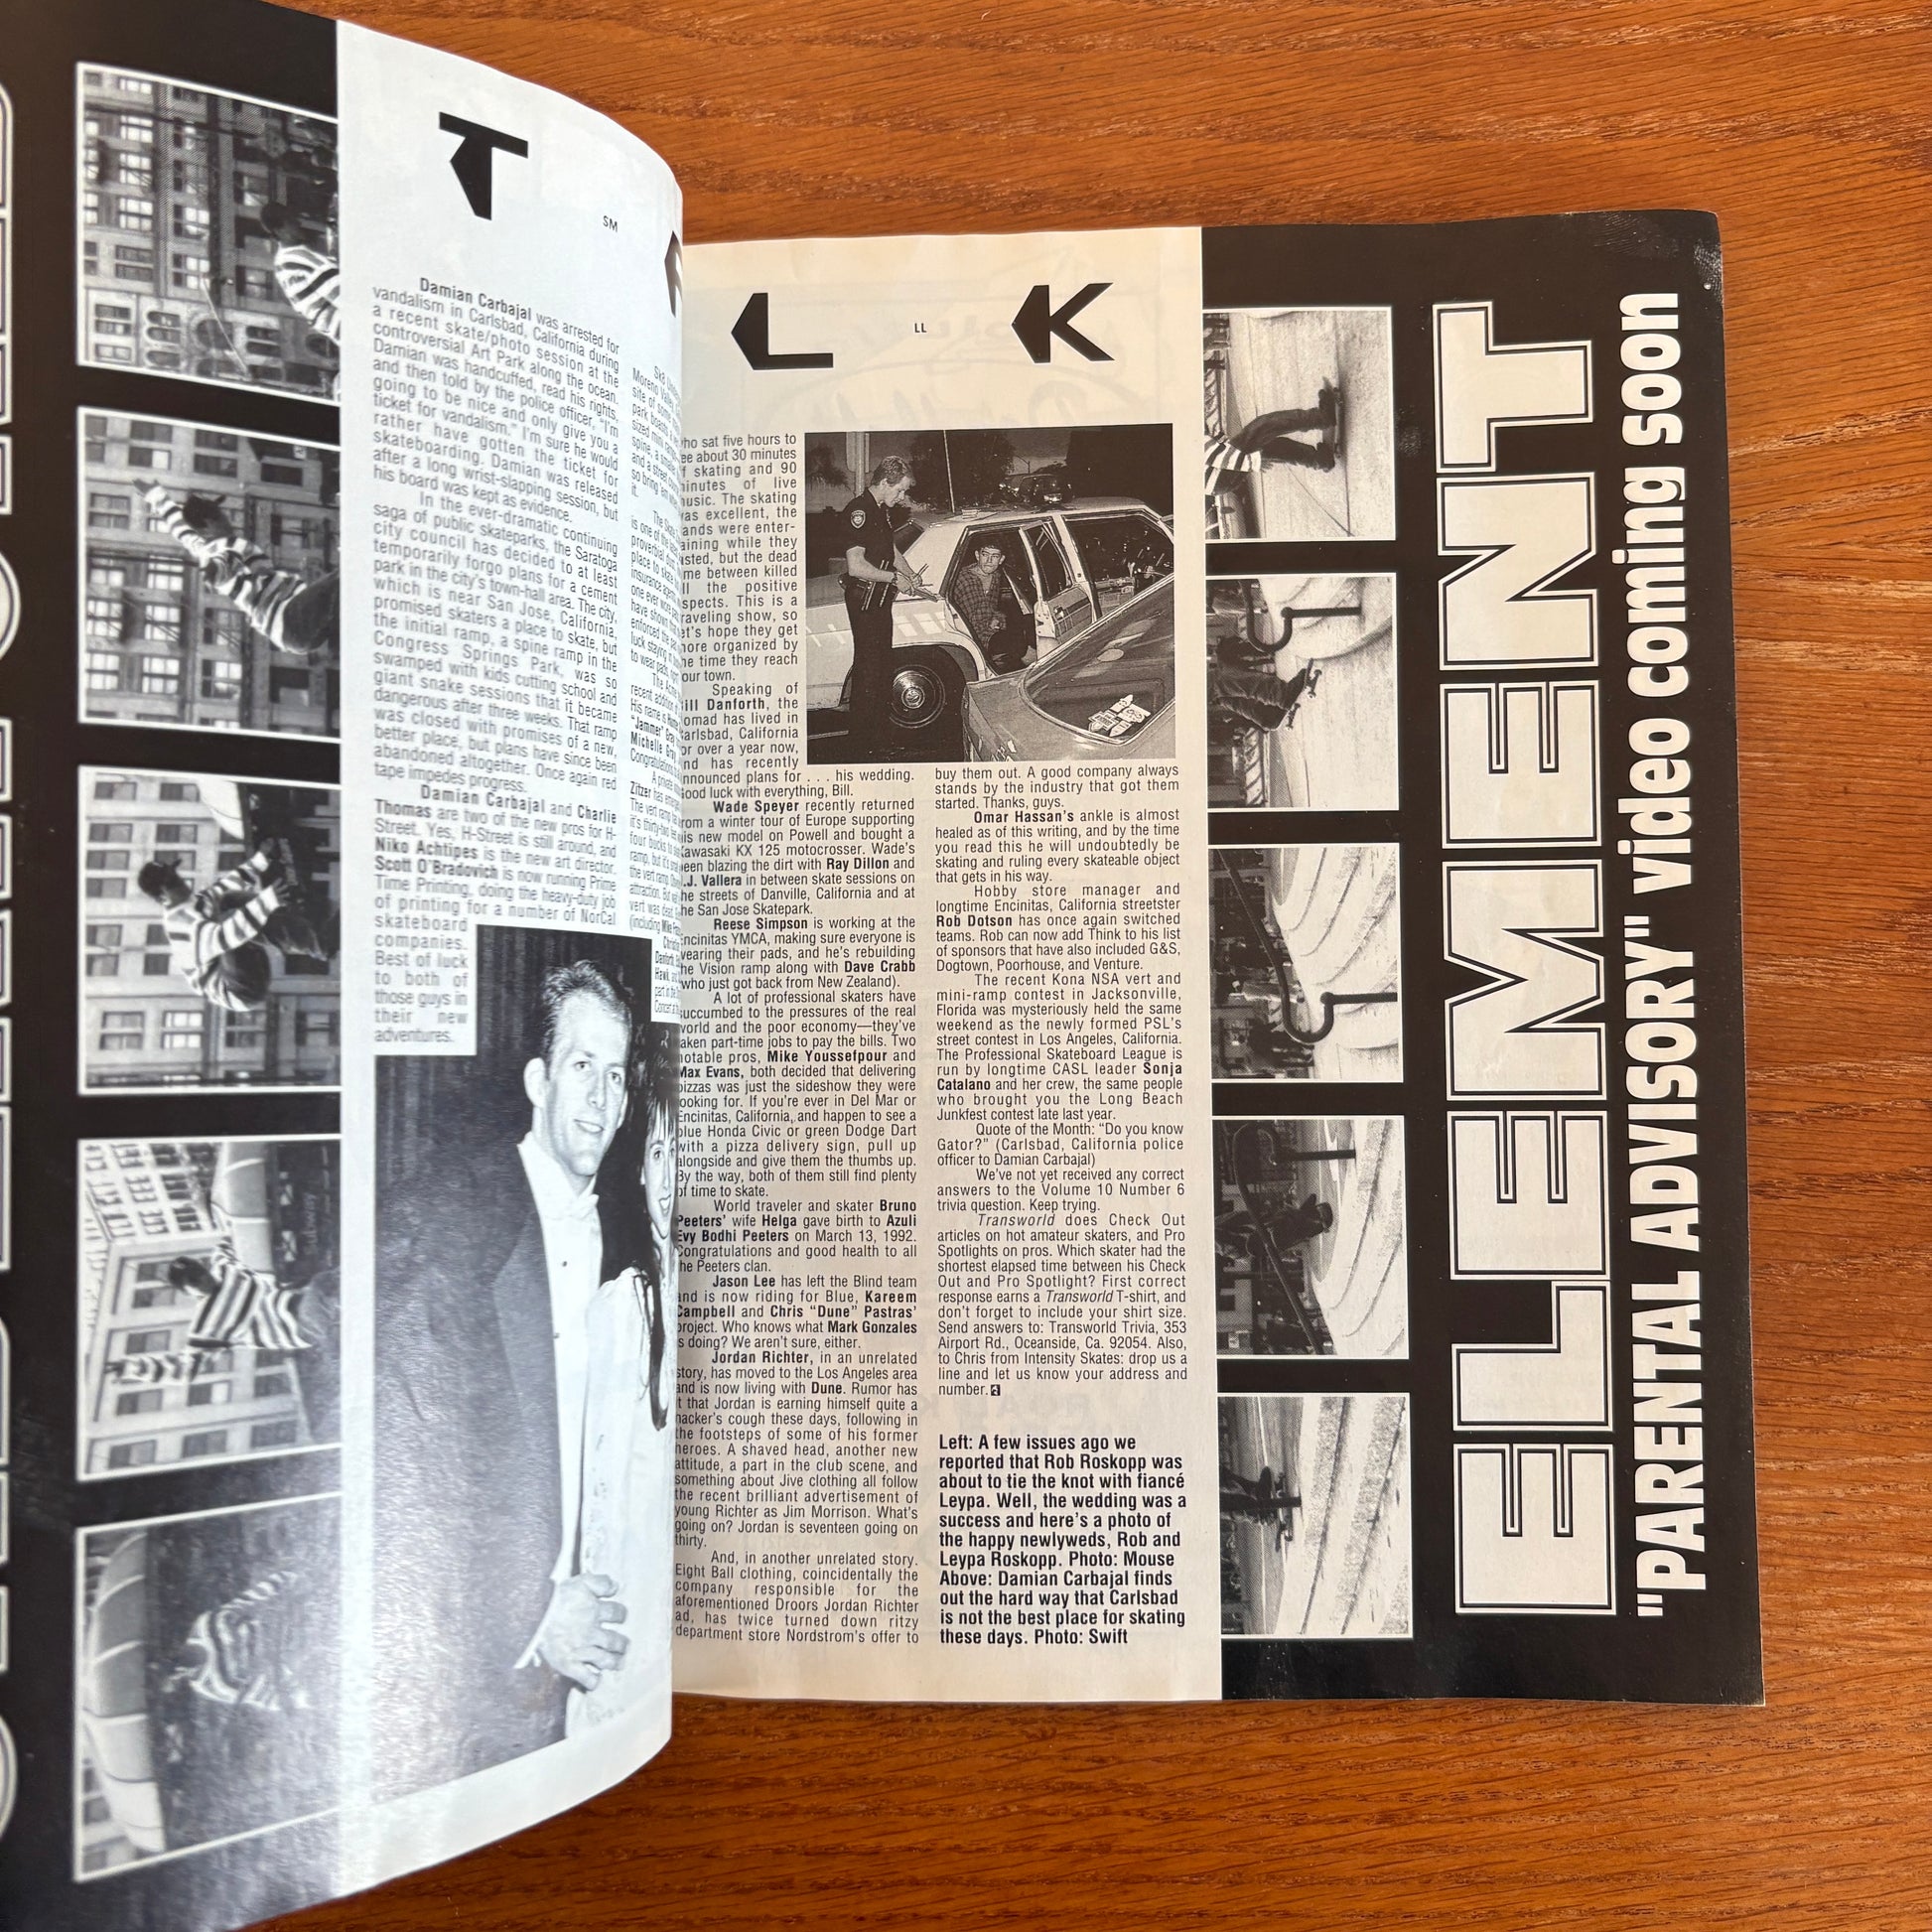 T
SM
L
LL
K
Damian Carbajal was arrested for
vandalism in Carlsbad, California during
a recent skate/photo session at the
controversial Art Park along the ocean.
Damian was handcuffed, read his rights,
and then told by the police officer, "I'm
going to be nice and only give you a
ticket for vandalism." I'm sure he would
rather have gotten the ticket for
skateboarding. Damian was released
after a long wrist-slapping session, but
his board was kept as evidence.
In the ever-dramatic continuing
saga of public skateparks, the Saratoga
city council has decided to at least
temporarily forgo plans for a cement
park in the city's town-hall area. The city,
which is near San Jose, California,
promised skaters a place to skate, but
the initial ramp, a spine ramp in the
Congress Springs Park, was so
swamped with kids cutting school and
giant snake sessions that it became
dangerous after three weeks. That ramp
was closed with promises of a new,
better place, but plans have since been
abandoned altogether. Once again red
tape impedes progress.
Damian Carbajal and Charlie
Thomas are two of the new pros for H-
Street. Yes, H-Street is still around, and
Niko Achtipes is the new art director.
Scott O'Bradovich is now running Prime
Time Printing, doing the heavy-duty job
of printing for a number of NorCal
skateboard
companies.
Best of luck
to both of
those guys in
their new
adventures.
sat five hours to
about 30 minutes
skating and 90
of live
The skating
excellent, the
were enter-
while they
but the dead
between killed
the positive
This is a
show, so
hope they get
organized by
time they reach
town.
Speaking of
Danforth, the
has lived in
California
over a year now,
has recently
plans for . . . his wedding.
luck with everything, Bill.
Wade Speyer recently returned
a winter tour of Europe supporting
new model on Powell and bought a
KX 125 motocrosser. Wade's
blazing the dirt with Ray Dillon and
Vallera in between skate sessions on
streets of Danville, California and at
San Jose Skatepark.
Reese Simpson is working at the
Encinitas YMCA, making sure everyone is
wearing their pads, and he's rebuilding
the Vision ramp along with Dave Crabb
who just got back from New Zealand).
A lot of professional skaters have
succumbed to the pressures of the real
world and the poor economy—they've
taken part-time jobs to pay the bills. Two
notable pros, Mike Youssefpour and
Max Evans, both decided that delivering
pizzas was just the sideshow they were
looking for. If you're ever in Del Mar or
Encinitas, California, and happen to see a
blue Honda Civic or green Dodge Dart
with a pizza delivery sign, pull up
alongside and give them the thumbs up.
By the way, both of them still find plenty
of time to skate.
World traveler and skater Bruno
Peeters' wife Helga gave birth to Azuli
Evy Bodhi Peeters on March 13, 1992.
Congratulations and good health to all
the Peeters clan.
Jason Lee has left the Blind team
and is now riding for Blue, Kareem
Campbell and Chris "Dune" Pastras'
project. Who knows what Mark Gonzales
is doing? We aren't sure, either.
Jordan Richter, in an unrelated
story, has moved to the Los Angeles area
and is now living with Dune. Rumor has
it that Jordan is earning himself quite a
hacker's cough these days, following in
the footsteps of some of his former
heroes. A shaved head, another new
attitude, a part in the club scene, and
something about Jive clothing all follow
the recent brilliant advertisement of
young Richter as Jim Morrison. What's
going on? Jordan is seventeen going on
thirty.
And, in another unrelated story.
Eight Ball clothing, coincidentally the
company responsible for the
aforementioned Droors Jordan Richter
ad, has twice turned down ritzy
department store Nordstrom's offer to
buy them out. A good company always
stands by the industry that got them
started. Thanks, guys.
Omar Hassan's ankle is almost
healed as of this writing, and by the time
you read this he will undoubtedly be
skating and ruling every skateable object
that gets in his way.
Hobby store manager and
longtime Encinitas, California streetster
Rob Dotson has once again switched
teams. Rob can now add Think to his list
of sponsors that have also included G&S,
Dogtown, Poorhouse, and Venture.
The recent Kona NSA vert and
mini-ramp contest in Jacksonville,
Florida was mysteriously held the same
weekend as the newly formed PSL's
street contest in Los Angeles, California.
The Professional Skateboard League is
run by longtime CASL leader Sonja
Catalano and her crew, the same people
who brought you the Long Beach
Junkfest contest late last year.
Quote of the Month: "Do you know
Gator?" (Carlsbad, California police
officer to Damian Carbajal)
We've not yet received any correct
answers to the Volume 10 Number 6
trivia question. Keep trying.
Transworld does Check Out
articles on hot amateur skaters, and Pro
Spotlights on pros. Which skater had the
shortest elapsed time between his Check
Out and Pro Spotlight? First correct
response earns a Transworld T-shirt, and
don't forget to include your shirt size.
Send answers to: Transworld Trivia, 353
Airport Rd., Oceanside, Ca. 92054. Also,
to Chris from Intensity Skates: drop us a
line and let us know your address and
number.
Left: A few issues ago we
reported that Rob Roskopp was
about to tie the knot with fiancé
Leypa. Well, the wedding was a
success and here's a photo of
the happy newlyweds, Rob and
Leypa Roskopp. Photo: Mouse
Above: Damian Carbajal finds
out the hard way that Carlsbad
is not the best place for skating
these days. Photo: Swift
ELEMENT
"PARENTAL ADVISORY" video coming soon